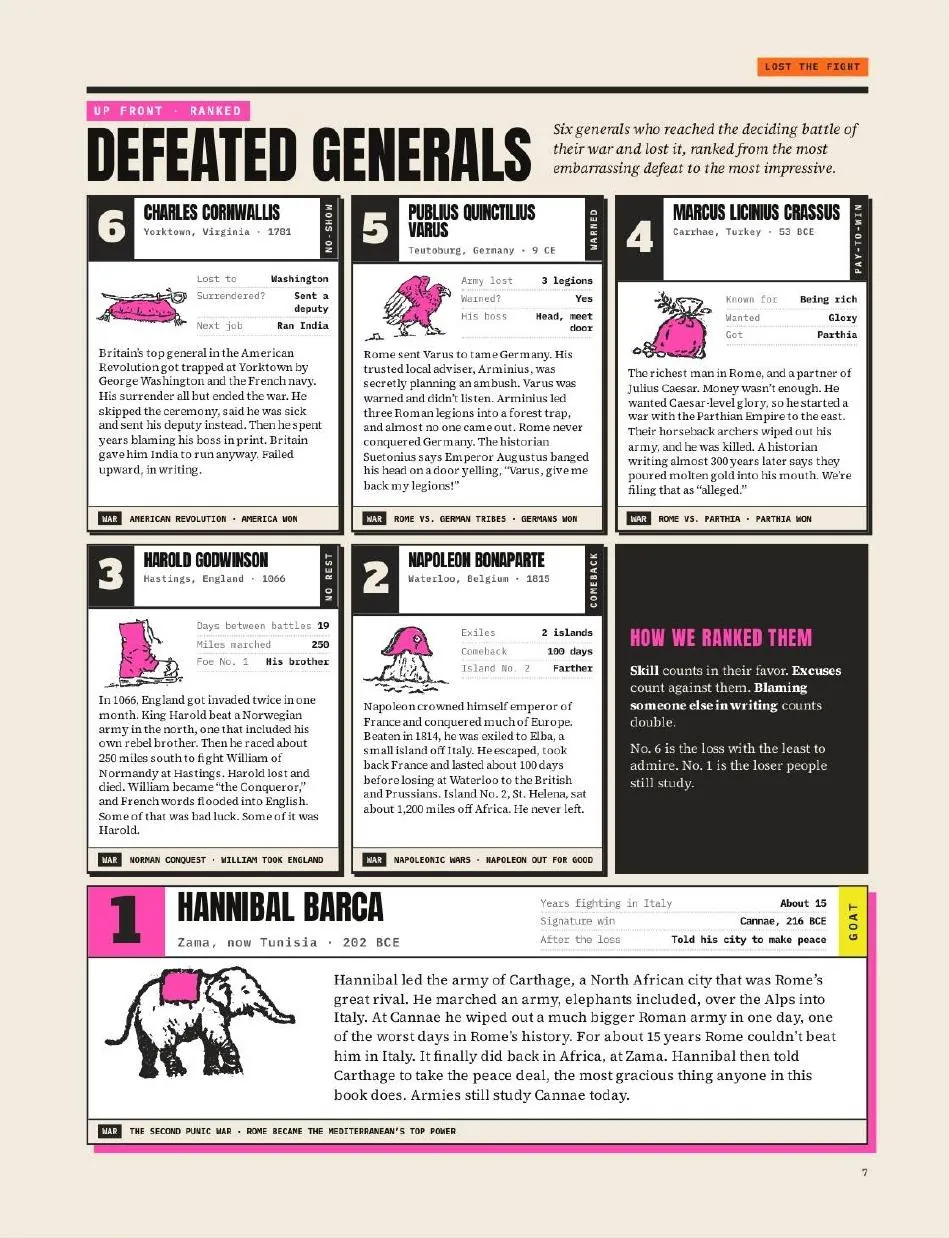 LOST THE FIGHT
UP FRONT · RANKED
DEFEATED GENERALS
Six generals who reached the deciding battle of
their war and lost it, ranked from the most
embarrassing defeat to the most impressive.
6
CHARLES CORNWALLIS
Yorktown, Virginia · 1781
NO-SHOW
Lost to Washington
Surrendered? Sent a
deputy
Next job Ran India
Britain's top general in the American
Revolution got trapped at Yorktown by
George Washington and the French navy.
His surrender all but ended the war. He
skipped the ceremony, said he was sick
and sent his deputy instead. Then he spent
years blaming his boss in print. Britain
gave him India to run anyway. Failed
upward, in writing.
WAR AMERICAN REVOLUTION · AMERICA WON
5
PUBLIUS QUINCTILIUS
VARUS
Teutoburg, Germany · 9 CE
WARNED
Army lost 3 legions
Warned? Yes
His boss Head, meet
door
Rome sent Varus to tame Germany. His
trusted local adviser, Arminius, was
secretly planning an ambush. Varus was
warned and didn't listen. Arminius led
three Roman legions into a forest trap,
and almost no one came out. Rome never
conquered Germany. The historian
Suetonius says Emperor Augustus banged
his head on a door yelling, “Varus, give me
back my legions!”
WAR ROME VS. GERMAN TRIBES · GERMANS WON
4
MARCUS LICINIUS CRASSUS
Carrhae, Turkey · 53 BCE
PAY-TO-WIN
Known for Being rich
Wanted Glory
Got Parthia
The richest man in Rome, and a partner of
Julius Caesar. Money wasn't enough. He
wanted Caesar-level glory, so he started a
war with the Parthian Empire to the east.
Their horseback archers wiped out his
army, and he was killed. A historian
writing almost 300 years later says they
poured molten gold into his mouth. We're
filing that as “alleged.”
WAR ROME VS. PARTHIA · PARTHIA WON
3
HAROLD GODWINSON
Hastings, England · 1066
NO REST
Days between battles 19
Miles marched 250
Foe No. 1 His brother
In 1066, England got invaded twice in one
month. King Harold beat a Norwegian
army in the north, one that included his
own rebel brother. Then he raced about
250 miles south to fight William of
Normandy at Hastings. Harold lost and
died. William became “the Conqueror,”
and French words flooded into English.
Some of that was bad luck. Some of it was
Harold.
WAR NORMAN CONQUEST · WILLIAM TOOK ENGLAND
2
NAPOLEON BONAPARTE
Waterloo, Belgium · 1815
COMEBACK
Exiles 2 islands
Comeback 100 days
Island No. 2 Farther
Napoleon crowned himself emperor of
France and conquered much of Europe.
Beaten in 1814, he was exiled to Elba, a
small island off Italy. He escaped, took
back France and lasted about 100 days
before losing at Waterloo to the British
and Prussians. Island No. 2, St. Helena, sat
about 1,200 miles off Africa. He never left.
WAR NAPOLEONIC WARS · NAPOLEON OUT FOR GOOD
HOW WE RANKED THEM
Skill counts in their favor. Excuses
count against them. Blaming
someone else in writing counts
double.
No. 6 is the loss with the least to
admire. No. 1 is the loser people
still study.
1
HANNIBAL BARCA
Zama, now Tunisia · 202 BCE
Years fighting in Italy About 15
Signature win Cannae, 216 BCE
After the loss Told his city to make peace
GOAT
Hannibal led the army of Carthage, a North African city that was Rome's
great rival. He marched an army, elephants included, over the Alps into
Italy. At Cannae he wiped out a much bigger Roman army in one day, one
of the worst days in Rome's history. For about 15 years Rome couldn't beat
him in Italy. It finally did back in Africa, at Zama. Hannibal then told
Carthage to take the peace deal, the most gracious thing anyone in this
book does. Armies still study Cannae today.
WAR THE SECOND PUNIC WAR · ROME BECAME THE MEDITERRANEAN'S TOP POWER
7